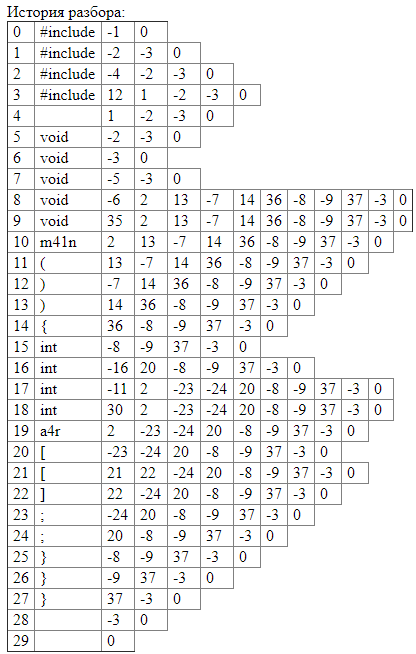 История разбора:
0 #include -1 0
1 #include -2 -3 0
2 #include -4 -2 -3 0
3 #include 12 1 -2 -3 0
4 1 -2 -3 0
5 void -2 -3 0
6 void -3 0
7 void -5 -3 0
8 void -6 2 13 -7 14 36 -8 -9 37 -3 0
9 void 35 2 13 -7 14 36 -8 -9 37 -3 0
10 m41n 2 13 -7 14 36 -8 -9 37 -3 0
11 ( 13 -7 14 36 -8 -9 37 -3 0
12 ) -7 14 36 -8 -9 37 -3 0
13 ) 14 36 -8 -9 37 -3 0
14 { 36 -8 -9 37 -3 0
15 int -8 -9 37 -3 0
16 int -16 20 -8 -9 37 -3 0
17 int -11 2 -23 -24 20 -8 -9 37 -3 0
18 int 30 2 -23 -24 20 -8 -9 37 -3 0
19 a4r 2 -23 -24 20 -8 -9 37 -3 0
20 [ -23 -24 20 -8 -9 37 -3 0
21 [ 21 22 -24 20 -8 -9 37 -3 0
22 ] 22 -24 20 -8 -9 37 -3 0
23 ; -24 20 -8 -9 37 -3 0
24 ; 20 -8 -9 37 -3 0
25 } -8 -9 37 -3 0
26 } -9 37 -3 0
27 } 37 -3 0
28 -3 0
29 0